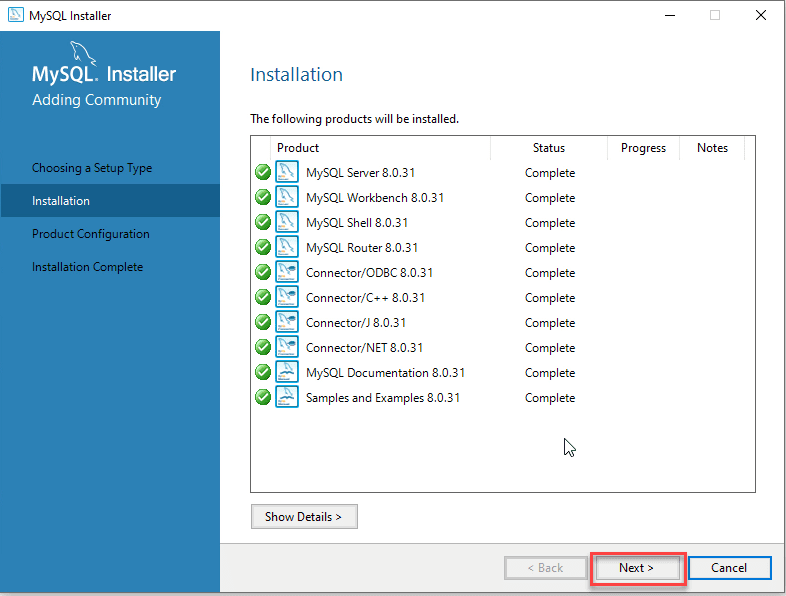 MySQL Installer
MySQL. Installer
Adding Community
Choosing a Setup Type
Installation
Product Configuration
Installation Complete
Installation
The following products will be installed.
Product Status Progress Notes
MySQL Server 8.0.31 Complete
MySQL Workbench 8.0.31 Complete
MySQL Shell 8.0.31 Complete
MySQL Router 8.0.31 Complete
Connector/ODBC 8.0.31 Complete
Connector/C++ 8.0.31 Complete
Connector/J 8.0.31 Complete
Connector/NET 8.0.31 Complete
MySQL Documentation 8.0.31 Complete
Samples and Examples 8.0.31 Complete
Show Details >
< Back Next > Cancel